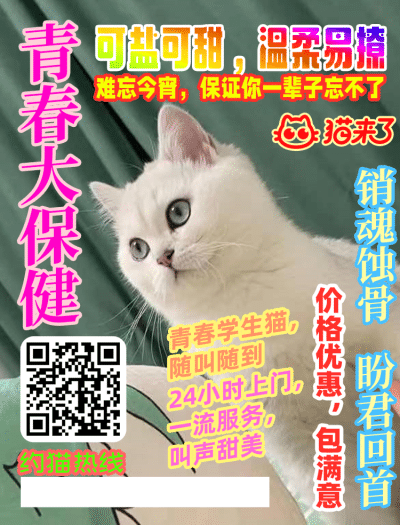 可盐可甜，温柔易撩
难忘今宵，保证你一辈子忘不了
猫来了
青春大保健
销魂蚀骨 盼君回首
价格优惠，包满意
青春学生猫，
随叫随到
24小时上门，
一流服务，
叫声甜美
约猫热线